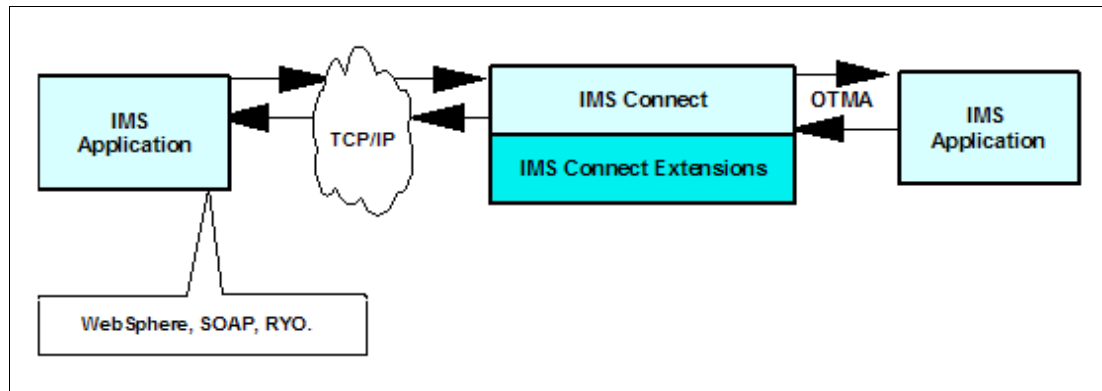 IMS
Application
TCP/IP
IMS Connect
IMS Connect Extensions
OTMA
IMS
Application
WebSphere, SOAP, RYO.